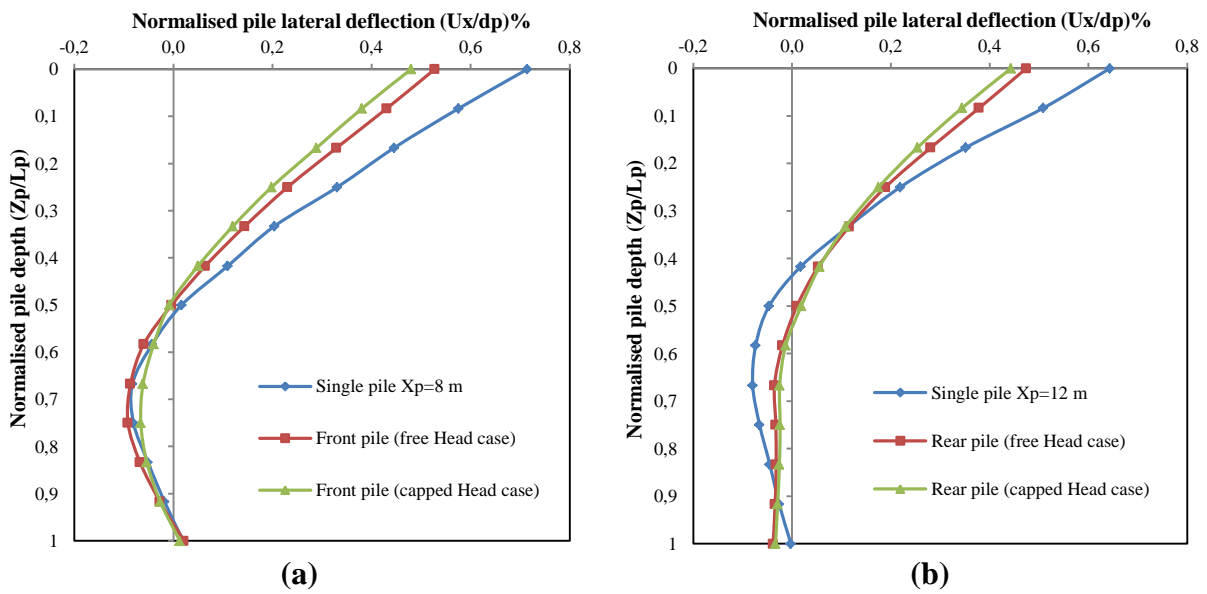 Normalised pile lateral deflection (Ux/dp)%
-0,2 0,0 0,2 0,4 0,6 0,8
0
0,1
0,2
0,3
0,4
0,5
0,6
0,7
0,8
0,9
1
Normalised pile depth (Zp/Lp)
Single pile Xp=8 m
Front pile (free Head case)
Front pile (capped Head case)
(a)
Normalised pile lateral deflection (Ux/dp)%
-0,2 0,0 0,2 0,4 0,6 0,8
0
0,1
0,2
0,3
0,4
0,5
0,6
0,7
0,8
0,9
1
Normalised pile depth (Zp/Lp)
Single pile Xp=12 m
Rear pile (free Head case)
Rear pile (capped Head case)
(b)